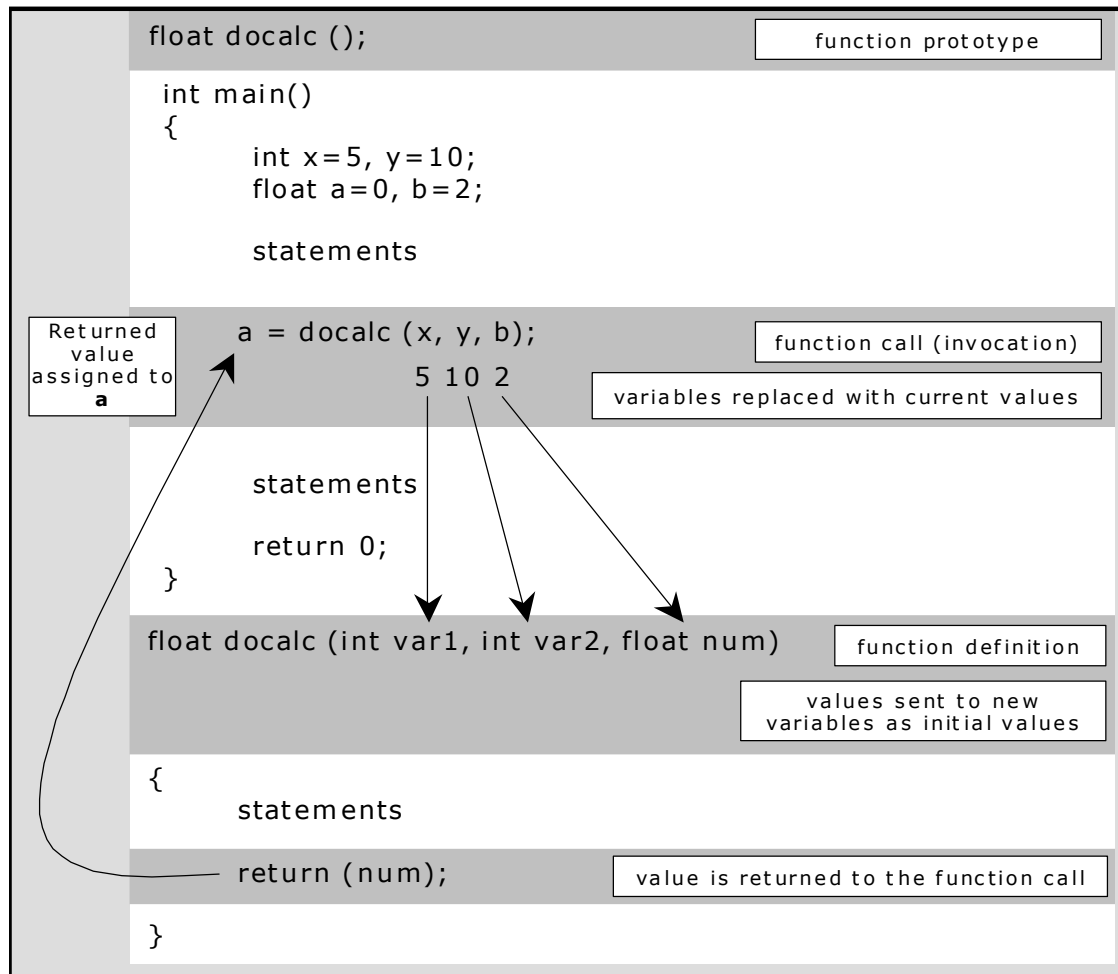 float docalc ();
function prototype
int main()
{
int x=5, y=10;
float a=0, b=2;
statements
Returned
value
assigned to
a
a = docalc (x, y, b);
function call (invocation)
5 10 2
variables replaced with current values
statements
return 0;
}
float docalc (int var1, int var2, float num)
function definition
values sent to new
variables as initial values
{
statements
return (num);
value is returned to the function call
}